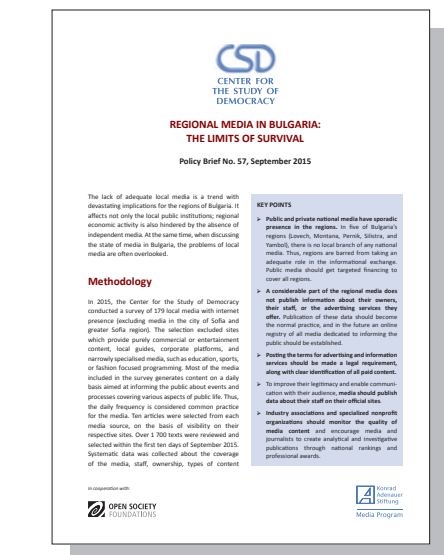 CSD
CENTER FOR
THE STUDY OF
DEMOCRACY
REGIONAL MEDIA IN BULGARIA:
THE LIMITS OF SURVIVAL
Policy Brief No. 57, September 2015
The lack of adequate local media is a trend with
devastating implications for the regions of Bulgaria. It
affects not only the local public institutions; regional
economic activity is also hindered by the absence of
independent media. At the same time, when discussing
the state of media in Bulgaria, the problems of local
media are often overlooked.
Methodology
In 2015, the Center for the Study of Democracy
conducted a survey of 179 local media with internet
presence (excluding media in the city of Sofia and
greater Sofia region). The selection excluded sites
which provide purely commercial or entertainment
content, local guides, corporate platforms, and
narrowly specialised media, such as education, sports,
or fashion focused programming. Most of the media
included in the survey generates content on a daily
basis aimed at informing the public about events and
processes covering various aspects of public life. Thus,
the daily frequency is considered common practice
for the media. Ten articles were selected from each
media source, on the basis of visibility on their
respective sites. Over 1 700 texts were reviewed and
selected within the first ten days of September 2015.
Systematic data was collected about the coverage
of the media, staff, ownership, types of content
KEY POINTS
➢ Public and private national media have sporadic
presence in the regions. In five of Bulgaria's
regions (Lovech, Montana, Pernik, Silistra, and
Yambol), there is no local branch of any national
media. Thus, regions are barred from taking an
adequate role in the informational exchange.
Public media should get targeted financing to
cover all regions.
➢ A considerable part of the regional media does
not publish information about their owners,
their staff, or the advertising services they
offer. Publication of these data should become
the normal practice, and in the future an online
registry of all media dedicated to informing the
public should be established.
➢ Posting the terms for advertising and information
services should be made a legal requirement,
along with clear identification of all paid content.
➢ To improve their legitimacy and enable communi-
cation with their audience, media should publish
data about their staff on their official sites.
➢ Industry associations and specialized nonprofit
organizations should monitor the quality of
media content and encourage media and
journalists to create analytical and investigative
publications through national rankings and
professional awards.
In cooperation with:
OPEN SOCIETY
FOUNDATIONS
Konrad
Adenauer
Stiftung
Media Program